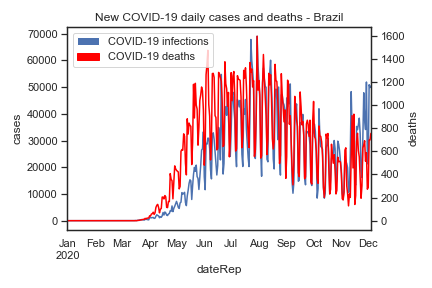 New COVID-19 daily cases and deaths - Brazil
COVID-19 infections
COVID-19 deaths
70000
60000
50000
40000
30000
20000
10000
0
cases
1600
1400
1200
1000
800
600
400
200
0
deaths
Jan Feb Mar Apr May Jun Jul Aug Sep Oct Nov Dec
2020
dateRep